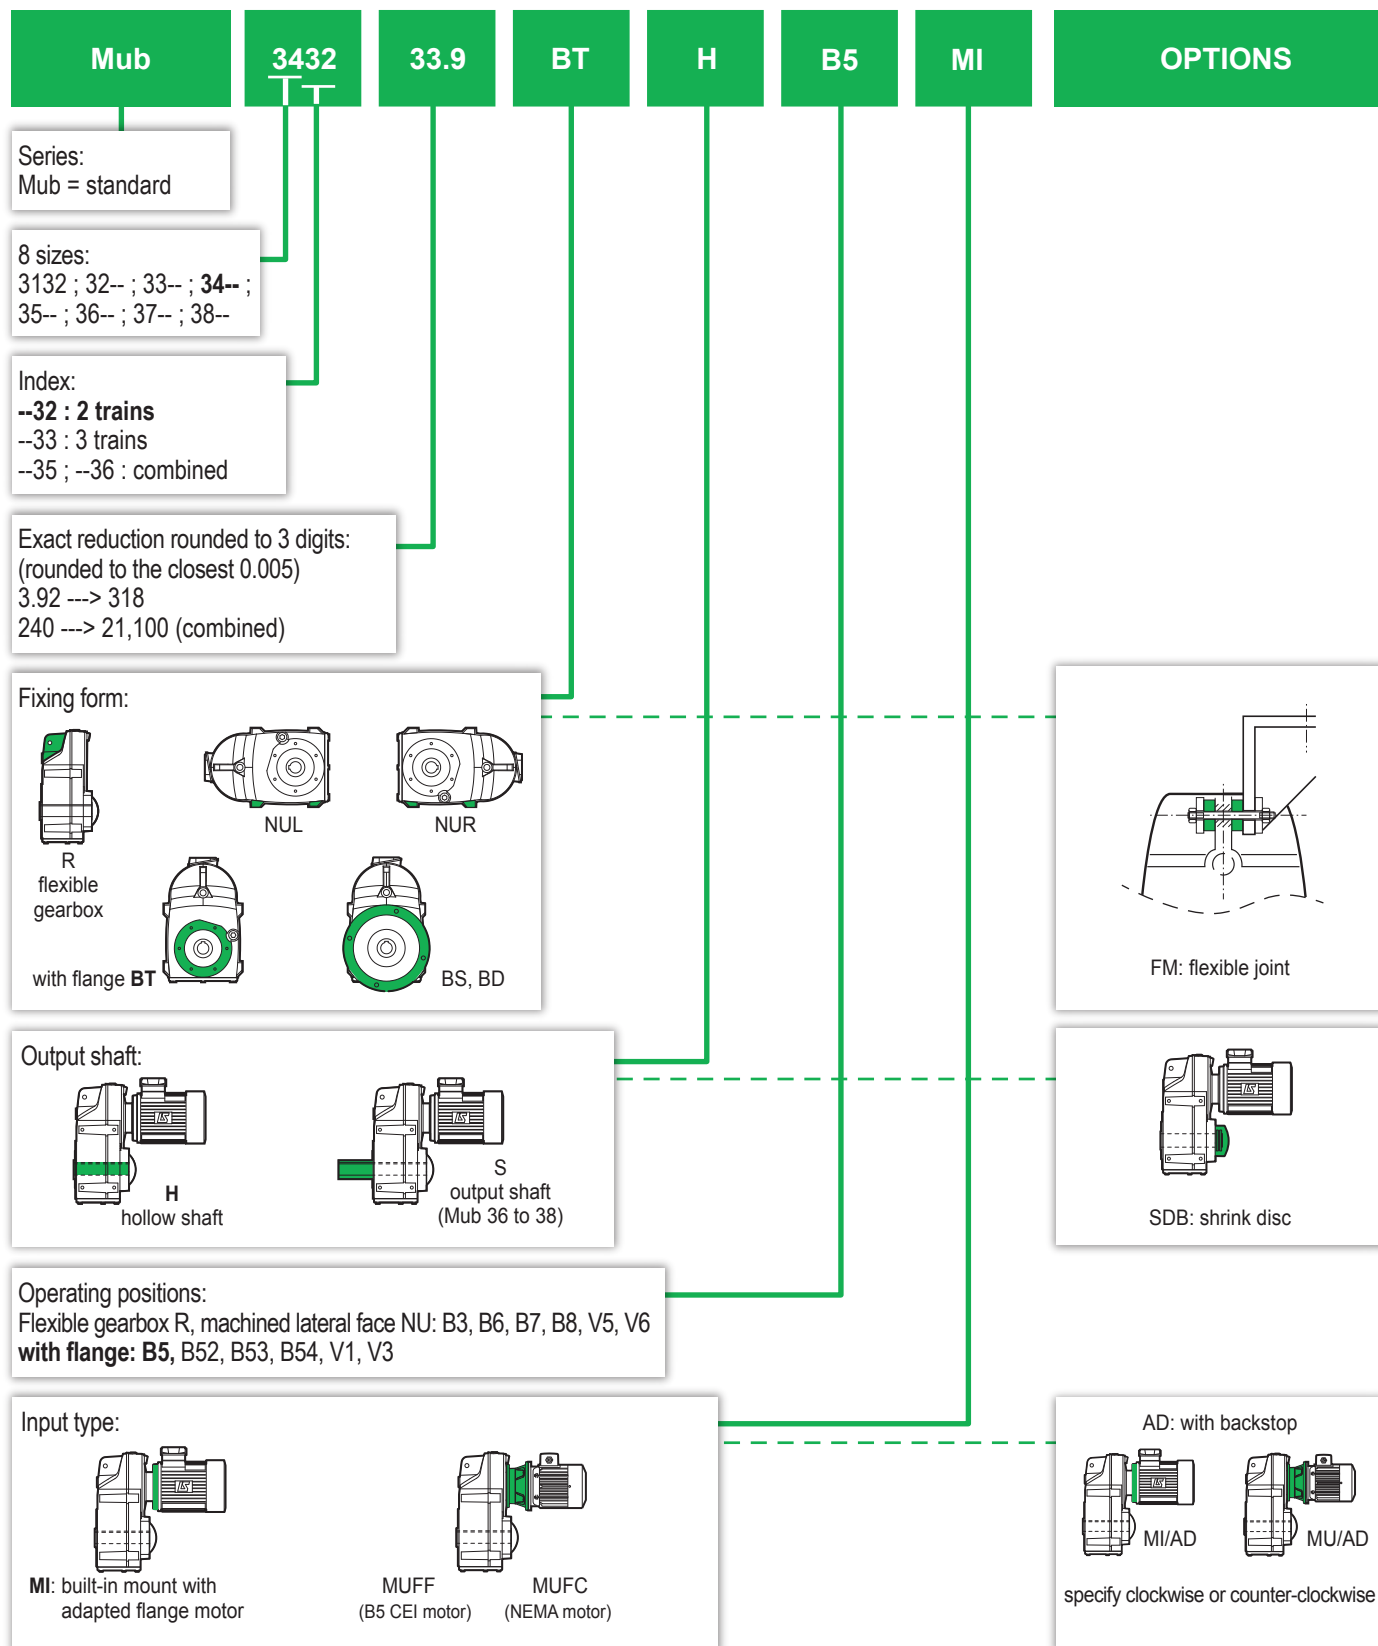 Mub 3432 33.9 BT H B5 MI OPTIONS
Series:
Mub = standard
8 sizes:
3132 ; 32-- ; 33-- ; 34-- ;
35-- ; 36-- ; 37-- ; 38--
Index:
--32 : 2 trains
--33 : 3 trains
--35 ; --36 : combined
Exact reduction rounded to 3 digits:
(rounded to the closest 0.005)
3.92 ---> 318
240 ---> 21,100 (combined)
Fixing form:
NUL NUR
R
flexible
gearbox
with flange BT
BS, BD
FM: flexible joint
Output shaft:
H
hollow shaft
S
output shaft
(Mub 36 to 38)
SDB: shrink disc
Operating positions:
Flexible gearbox R, machined lateral face NU: B3, B6, B7, B8, V5, V6
with flange: B5, B52, B53, B54, V1, V3
Input type:
MI: built-in mount with
adapted flange motor
MUFF
(B5 CEI motor)
MUFC
(NEMA motor)
AD: with backstop
MI/AD MU/AD
specify clockwise or counter-clockwise